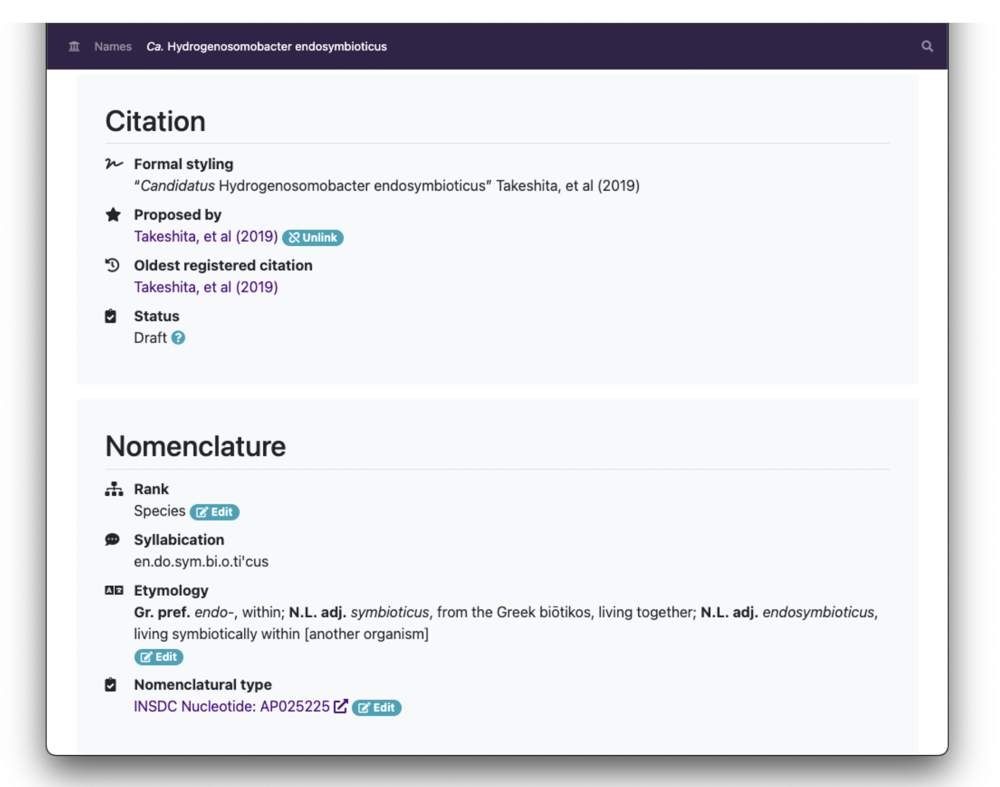 Names Ca. Hydrogenosomobacter endosymbioticus
Citation
Formal styling
“Candidatus Hydrogenosomobacter endosymbioticus” Takeshita, et al (2019)
Proposed by
Takeshita, et al (2019) Unlink
Oldest registered citation
Takeshita, et al (2019)
Status
Draft ?
Nomenclature
Rank
Species Edit
Syllabication
en.do.sym.bi.o.ti'cus
Etymology
Gr. pref. endo-, within; N.L. adj. symbioticus, from the Greek biōtikos, living together; N.L. adj. endosymbioticus,
living symbiotically within [another organism]
Edit
Nomenclatural type
INSDC Nucleotide: AP025225 Edit